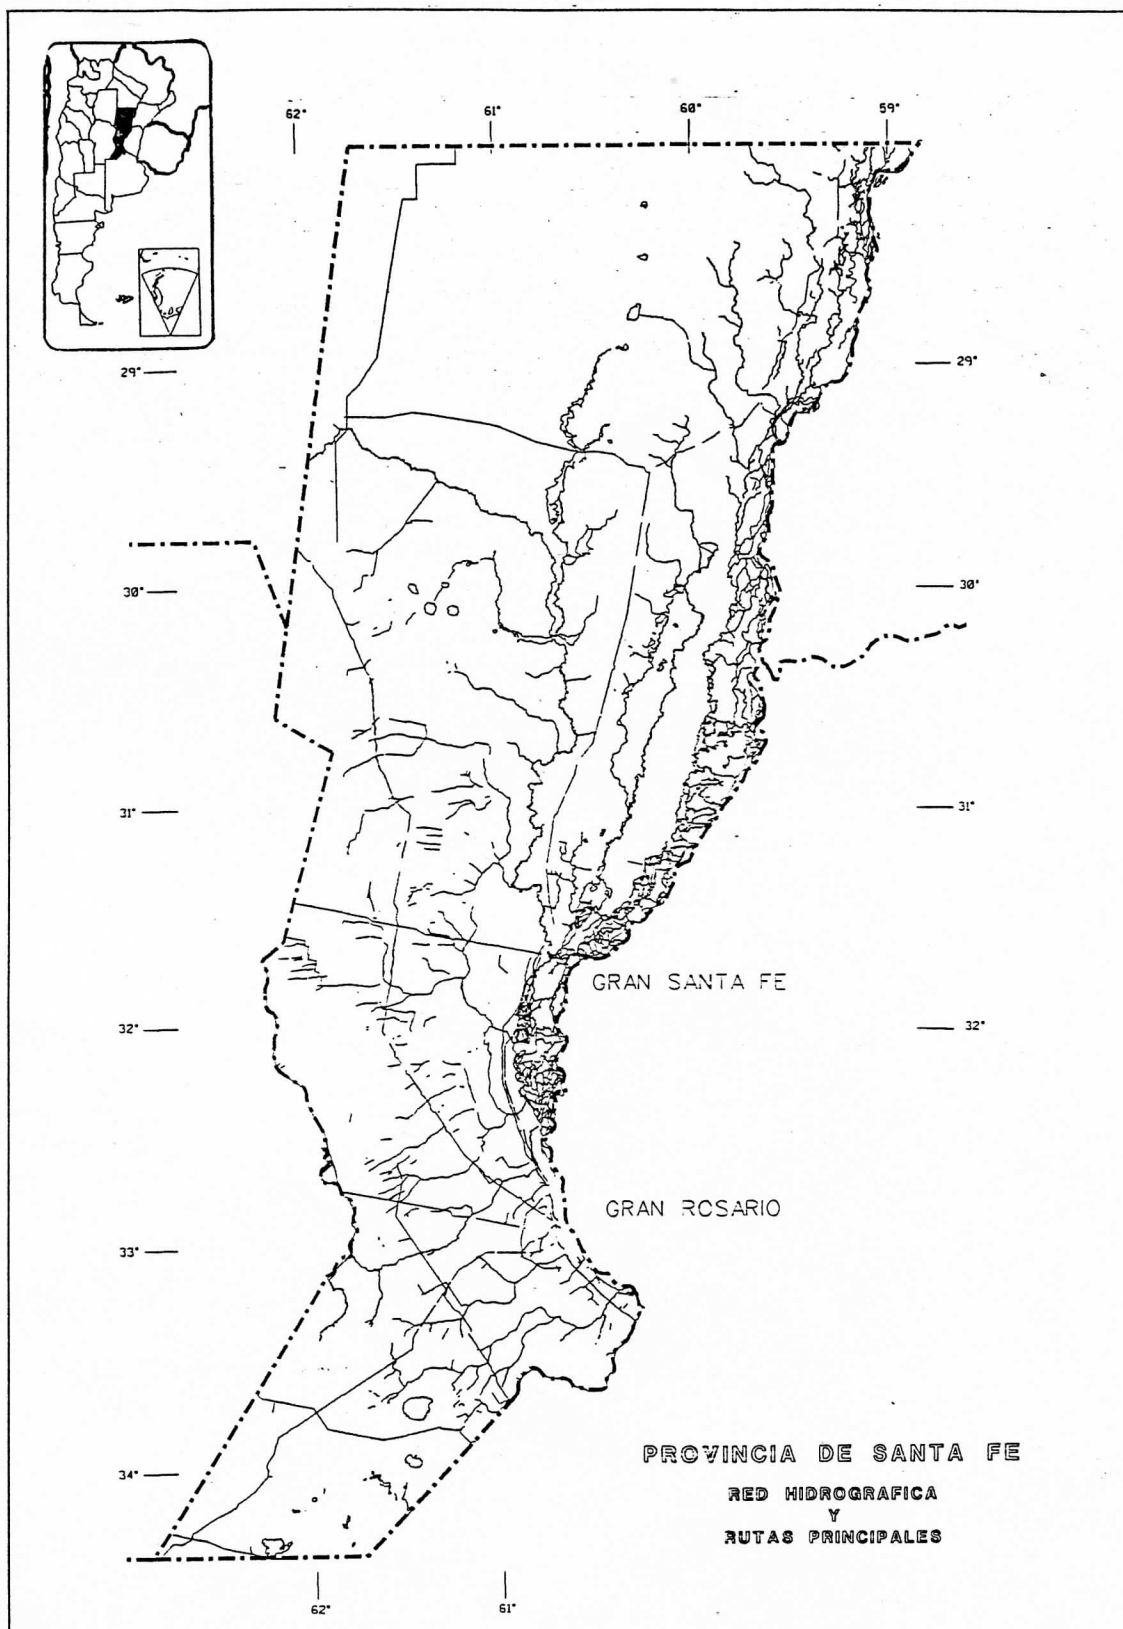 62°
61°
60°
59°
29°
29°
30°
30°
31°
31°
GRAN SANTA FE
32°
32°
GRAN ROSARIO
33°
PROVINCIA DE SANTA FE
34°
RED HIDROGRAFICA
Y
RUTAS PRINCIPALES
62°
61°